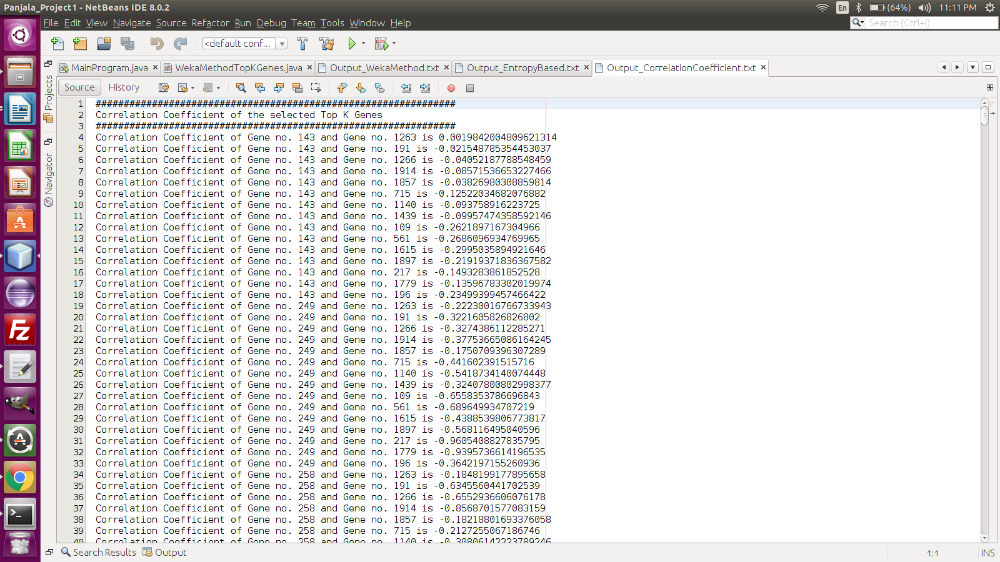 Panjala_Project1 - NetBeans IDE 8.0.2
En (64%) 11:11 PM
File Edit View Navigate Source Refactor Run Debug Team Tools Window Help
Search (Ctrl+I)
<default conf...
MainProgram.java WekaMethodTopKGenes.java Output_WekaMethod.txt Output_EntropyBased.txt Output_CorrelationCoefficient.txt
Projects
Navigator
Source History
1 ################################################################
2 Correlation Coefficient of the selected Top K Genes
3 ################################################################
4 Correlation Coefficient of Gene no. 143 and Gene no. 1263 is 0.0019842004809621314
5 Correlation Coefficient of Gene no. 143 and Gene no. 191 is -0.021548785354453037
6 Correlation Coefficient of Gene no. 143 and Gene no. 1266 is -0.04052187788548459
7 Correlation Coefficient of Gene no. 143 and Gene no. 1914 is -0.08571536653227466
8 Correlation Coefficient of Gene no. 143 and Gene no. 1857 is -0.03826980308859814
9 Correlation Coefficient of Gene no. 143 and Gene no. 715 is -0.12522034682076882
10 Correlation Coefficient of Gene no. 143 and Gene no. 1140 is -0.093758916223725
11 Correlation Coefficient of Gene no. 143 and Gene no. 1439 is -0.09957474358592146
12 Correlation Coefficient of Gene no. 143 and Gene no. 109 is -0.2621897167304966
13 Correlation Coefficient of Gene no. 143 and Gene no. 561 is -0.2686096934769965
14 Correlation Coefficient of Gene no. 143 and Gene no. 1615 is -0.2995035894921646
15 Correlation Coefficient of Gene no. 143 and Gene no. 1897 is -0.21919371836367582
16 Correlation Coefficient of Gene no. 143 and Gene no. 217 is -0.1493283861852528
17 Correlation Coefficient of Gene no. 143 and Gene no. 1779 is -0.13596783302019974
18 Correlation Coefficient of Gene no. 143 and Gene no. 196 is -0.23499399457466422
19 Correlation Coefficient of Gene no. 249 and Gene no. 1263 is -0.22230016766733943
20 Correlation Coefficient of Gene no. 249 and Gene no. 191 is -0.3221605826826802
21 Correlation Coefficient of Gene no. 249 and Gene no. 1266 is -0.3274386112285271
22 Correlation Coefficient of Gene no. 249 and Gene no. 1914 is -0.37753665086164245
23 Correlation Coefficient of Gene no. 249 and Gene no. 1857 is -0.1750709396307289
24 Correlation Coefficient of Gene no. 249 and Gene no. 715 is -0.441602391515716
25 Correlation Coefficient of Gene no. 249 and Gene no. 1140 is -0.5418734140074448
26 Correlation Coefficient of Gene no. 249 and Gene no. 1439 is -0.32407800802998377
27 Correlation Coefficient of Gene no. 249 and Gene no. 109 is -0.6558353786696843
28 Correlation Coefficient of Gene no. 249 and Gene no. 561 is -0.689649934707219
29 Correlation Coefficient of Gene no. 249 and Gene no. 1615 is -0.4388539806773817
30 Correlation Coefficient of Gene no. 249 and Gene no. 1897 is -0.568116495040596
31 Correlation Coefficient of Gene no. 249 and Gene no. 217 is -0.9605408827835795
32 Correlation Coefficient of Gene no. 249 and Gene no. 1779 is -0.9395736614196535
33 Correlation Coefficient of Gene no. 249 and Gene no. 196 is -0.3642197155260936
34 Correlation Coefficient of Gene no. 258 and Gene no. 1263 is -0.1848199177895658
35 Correlation Coefficient of Gene no. 258 and Gene no. 191 is -0.6345560441702539
36 Correlation Coefficient of Gene no. 258 and Gene no. 1266 is -0.6552936606076178
37 Correlation Coefficient of Gene no. 258 and Gene no. 1914 is -0.8568701577083159
38 Correlation Coefficient of Gene no. 258 and Gene no. 1857 is -0.18218801693376058
39 Correlation Coefficient of Gene no. 258 and Gene no. 715 is -0.2127255067186746
40 Correlation Coefficient of Gene no. 258 and Gene no. 1140 is -0.30806142223789246
Search Results Output
1:1 INS